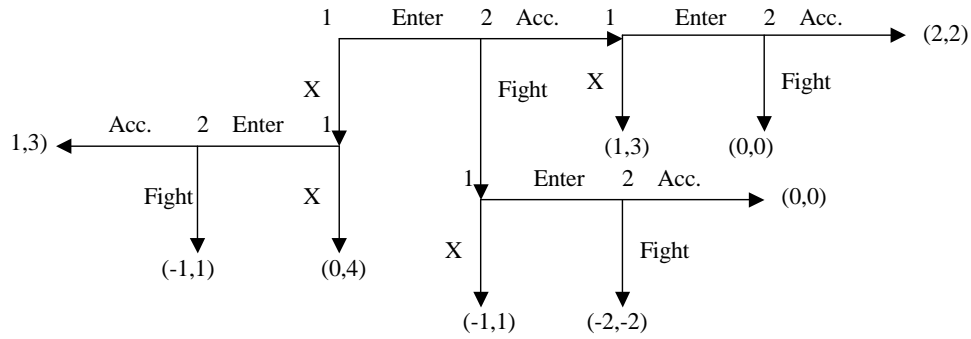 1 Enter 2 Acc. 1 Enter 2 Acc. (2,2)
X Fight X Fight
Acc. 2 Enter 1
1,3) (1,3) (0,0)
1 Enter 2 Acc. (0,0)
Fight X
X Fight
(-1,1) (0,4)
(-1,1) (-2,-2)